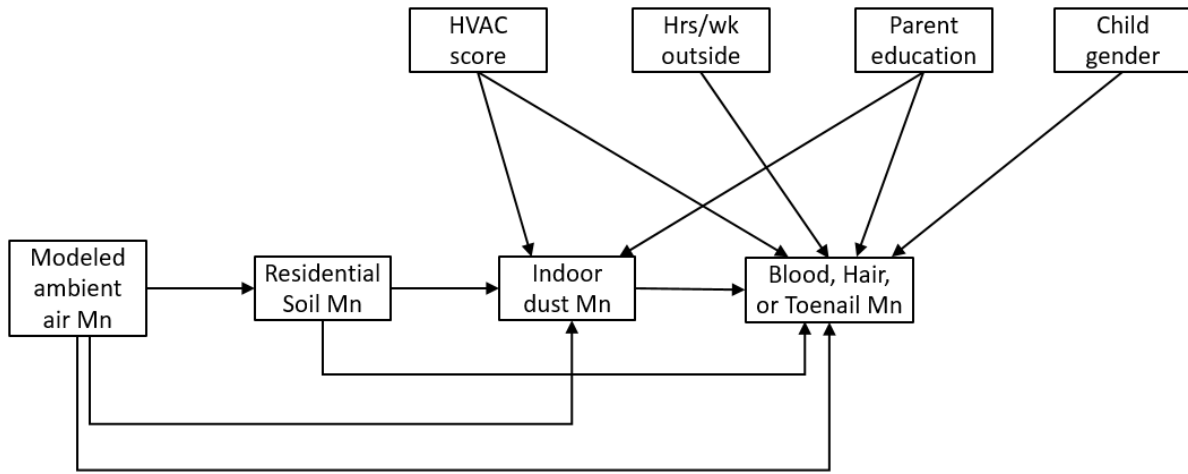 HVAC
score
Hrs/wk
outside
Parent
education
Child
gender
Modeled
ambient
air Mn
Residential
Soil Mn
Indoor
dust Mn
Blood, Hair,
or Toenail Mn